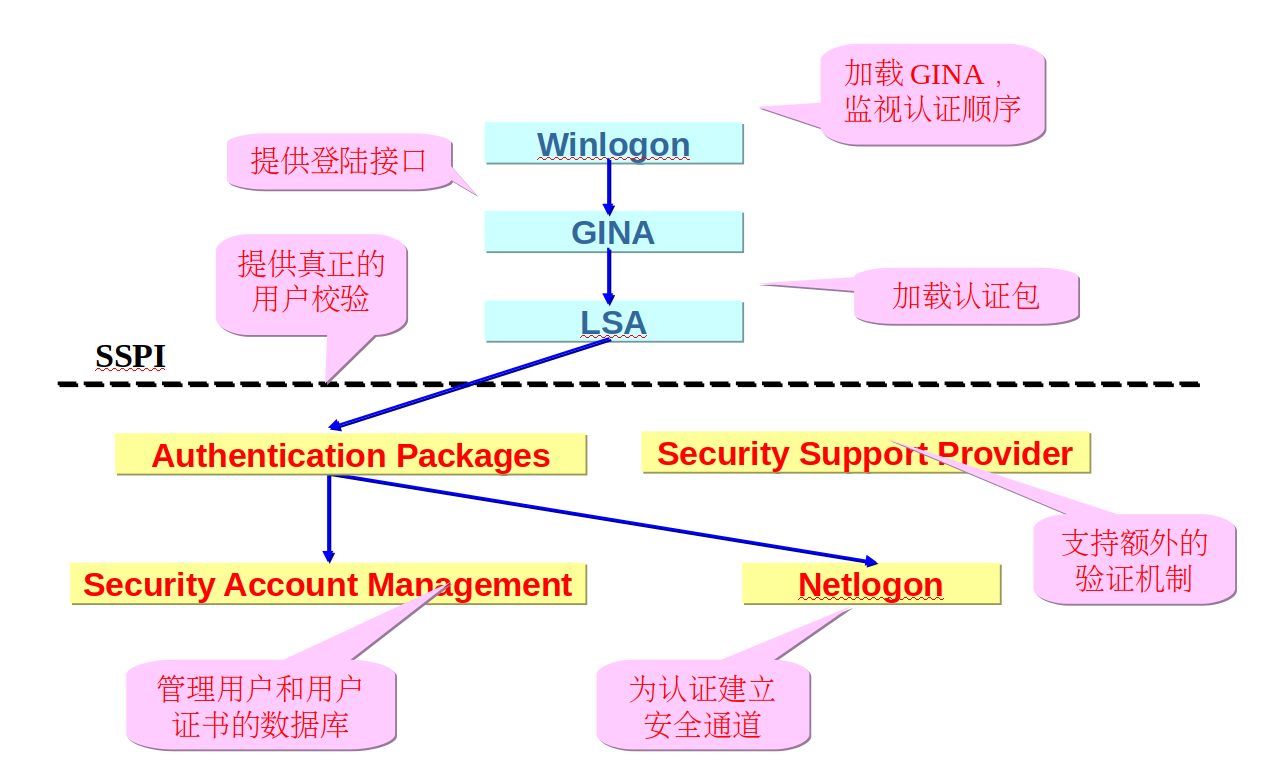 加载 GINA ，
监视认证顺序
Winlogon
提供登陆接口
GINA
提供真正的
用户校验
加载认证包
LSA
SSPI
Authentication Packages
Security Support Provider
支持额外的
验证机制
Security Account Management
Netlogon
管理用户和用户
证书的数据库
为认证建立
安全通道